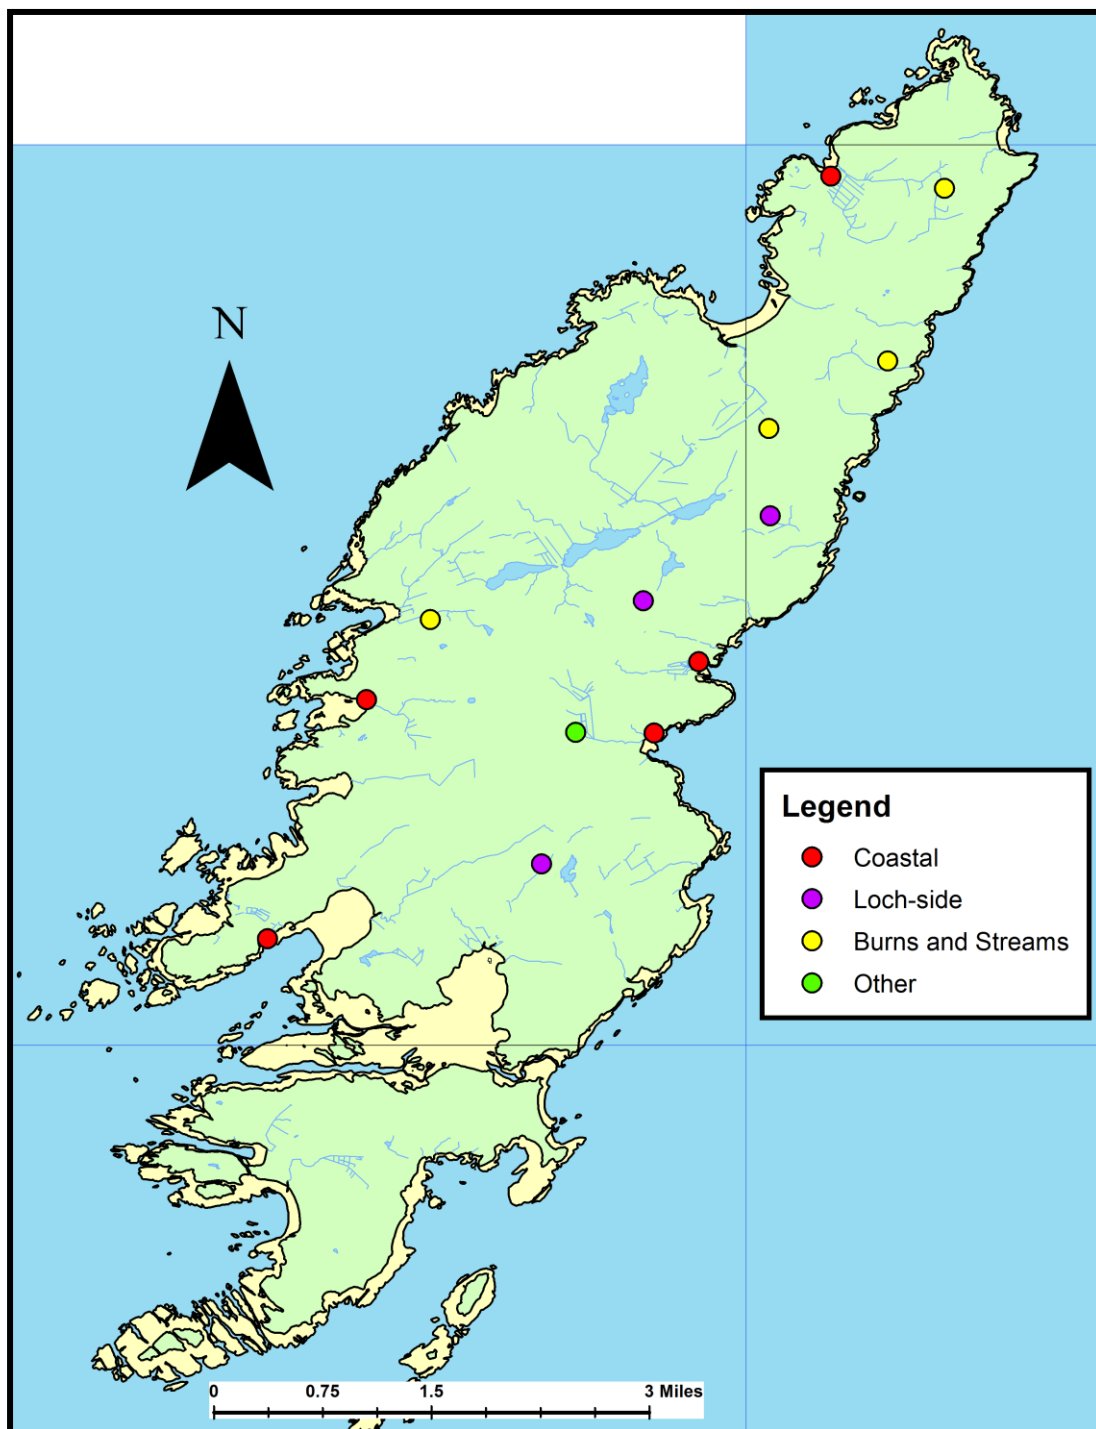 N
Legend
Coastal
Loch-side
Burns and Streams
Other
0 0.75 1.5 3 Miles